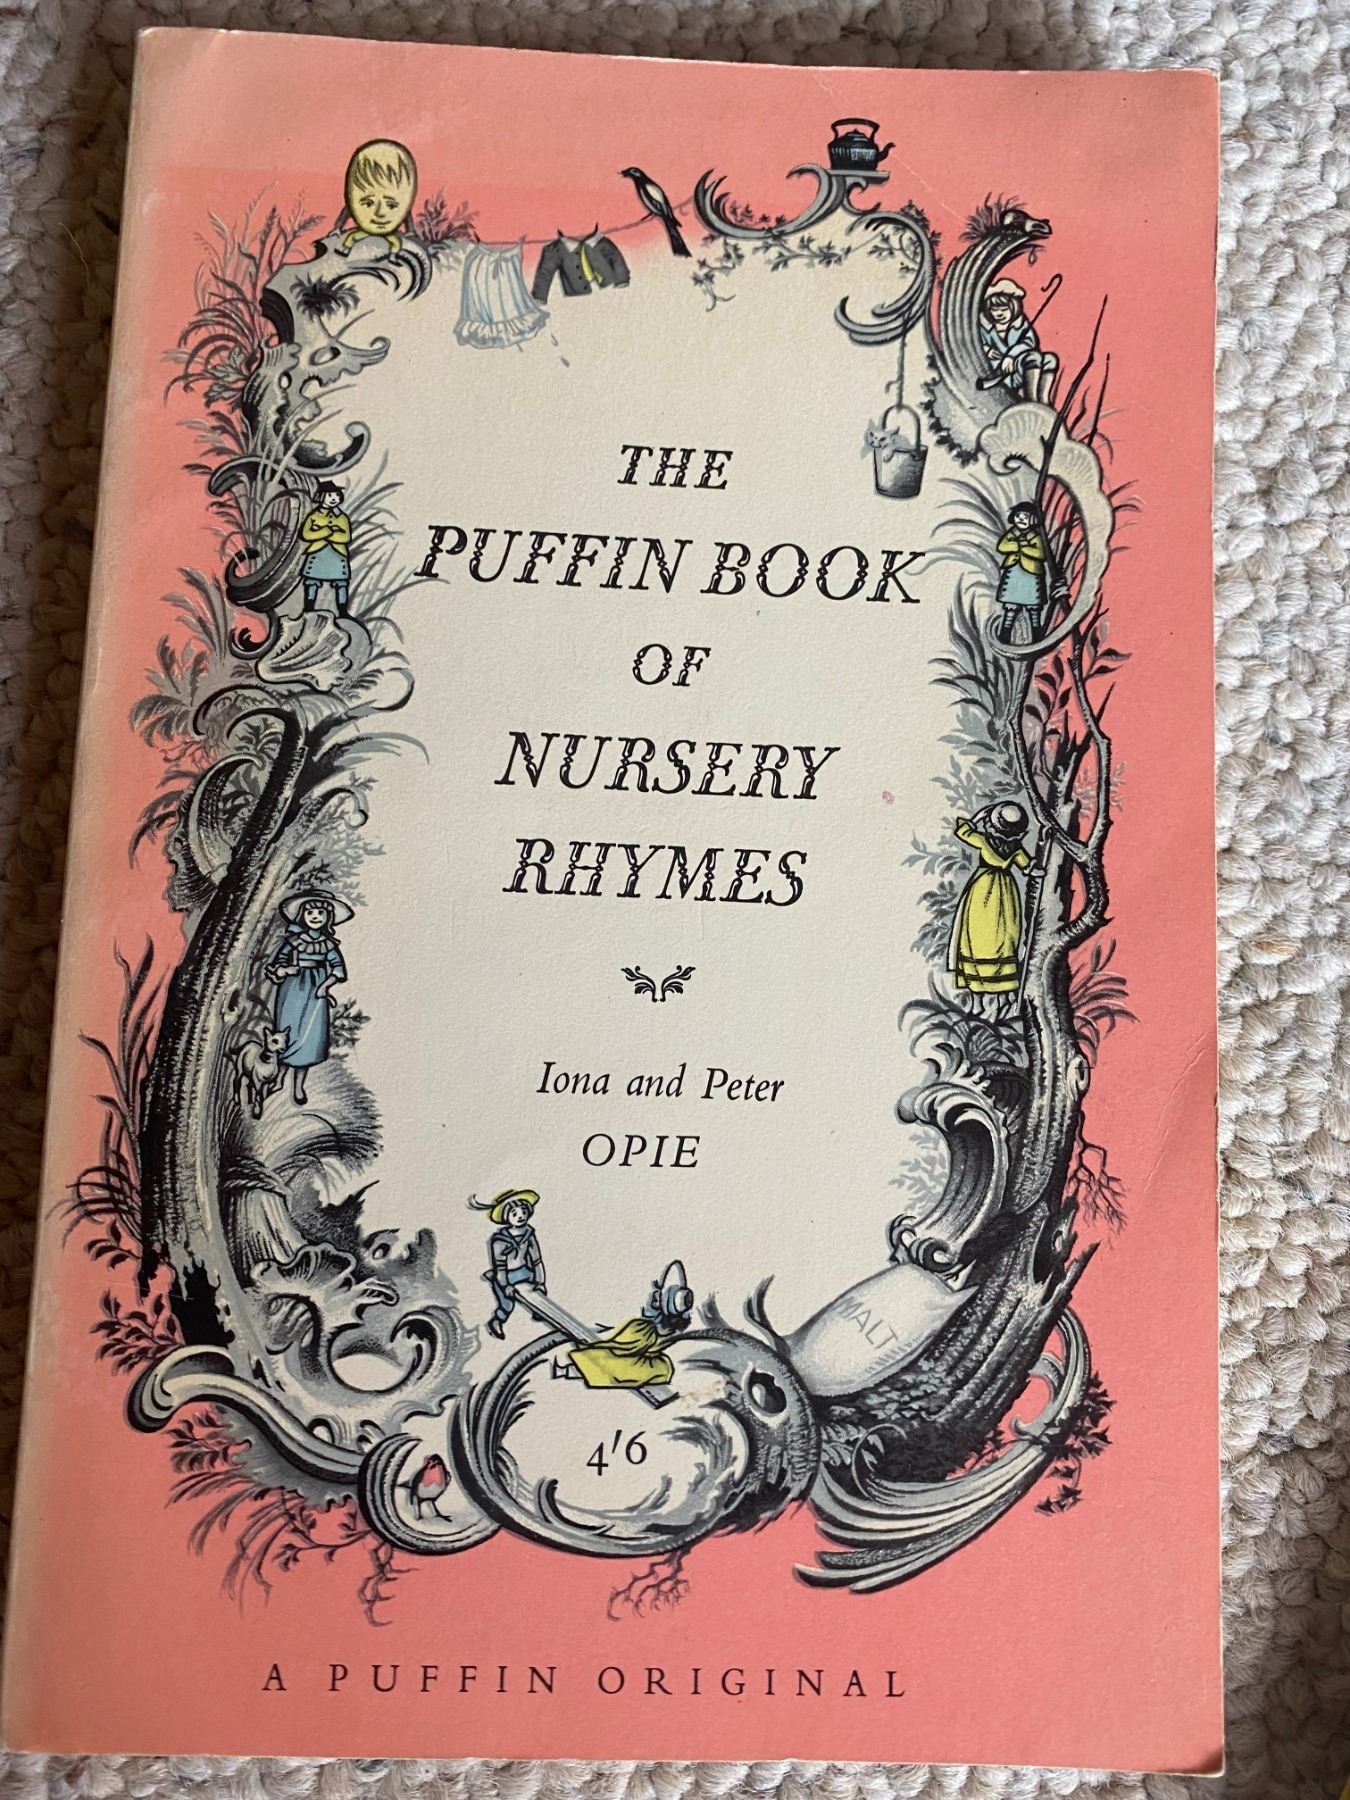 THE
PUFFIN BOOK
OF
NURSERY
RHYMES
Iona and Peter
OPIE
MALT
4'6
A PUFFIN ORIGINAL